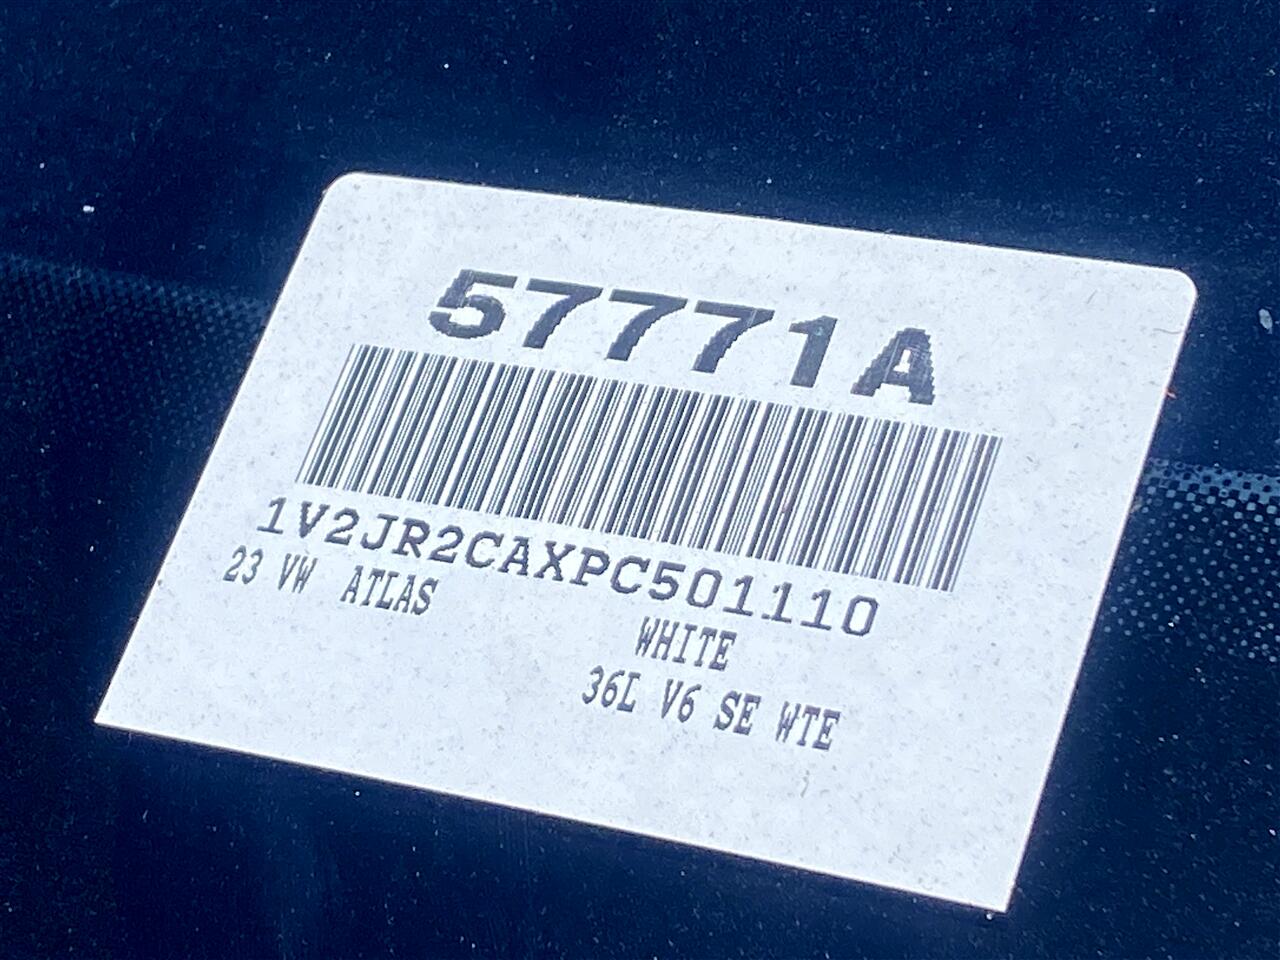 57771A
1V2JR2CAXPC501110
23 VW ATLAS
WHITE
36L V6 SE WTE